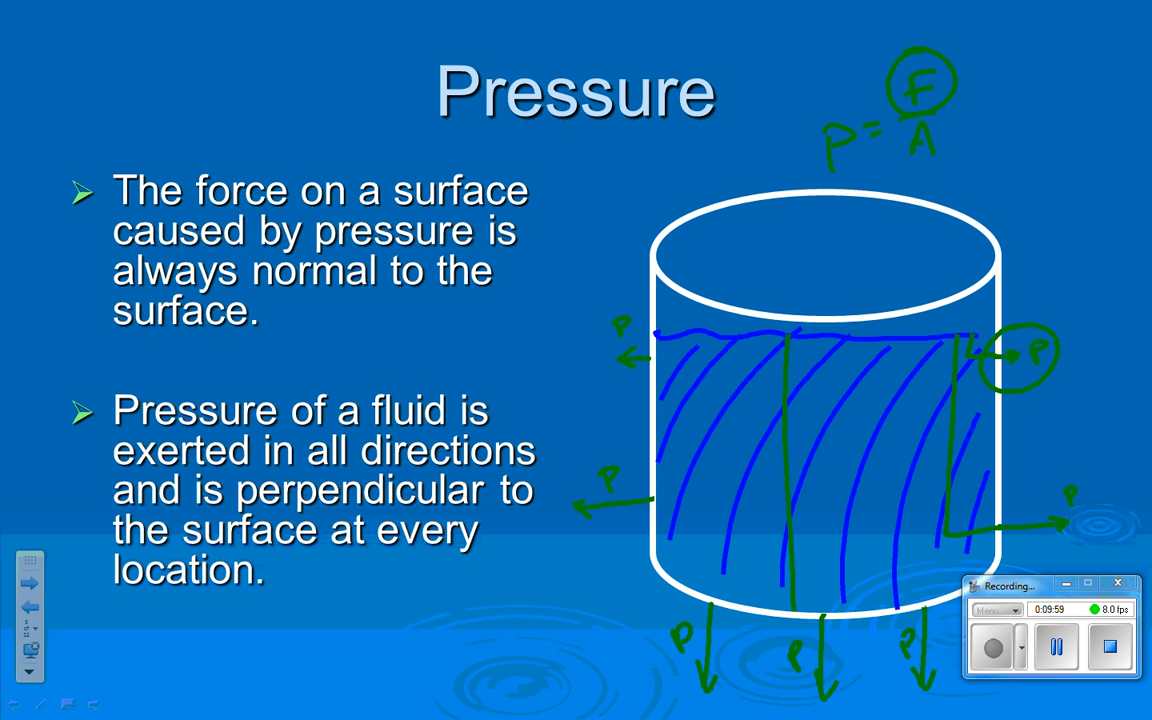 Pressure
P = F
A
The force on a surface
caused by pressure is
always normal to the
surface.
Pressure of a fluid is
exerted in all directions
and is perpendicular to
the surface at every
location.
P
P
P
P
P
P
P
Recording...
Menu
0:09:59
8.0 fps